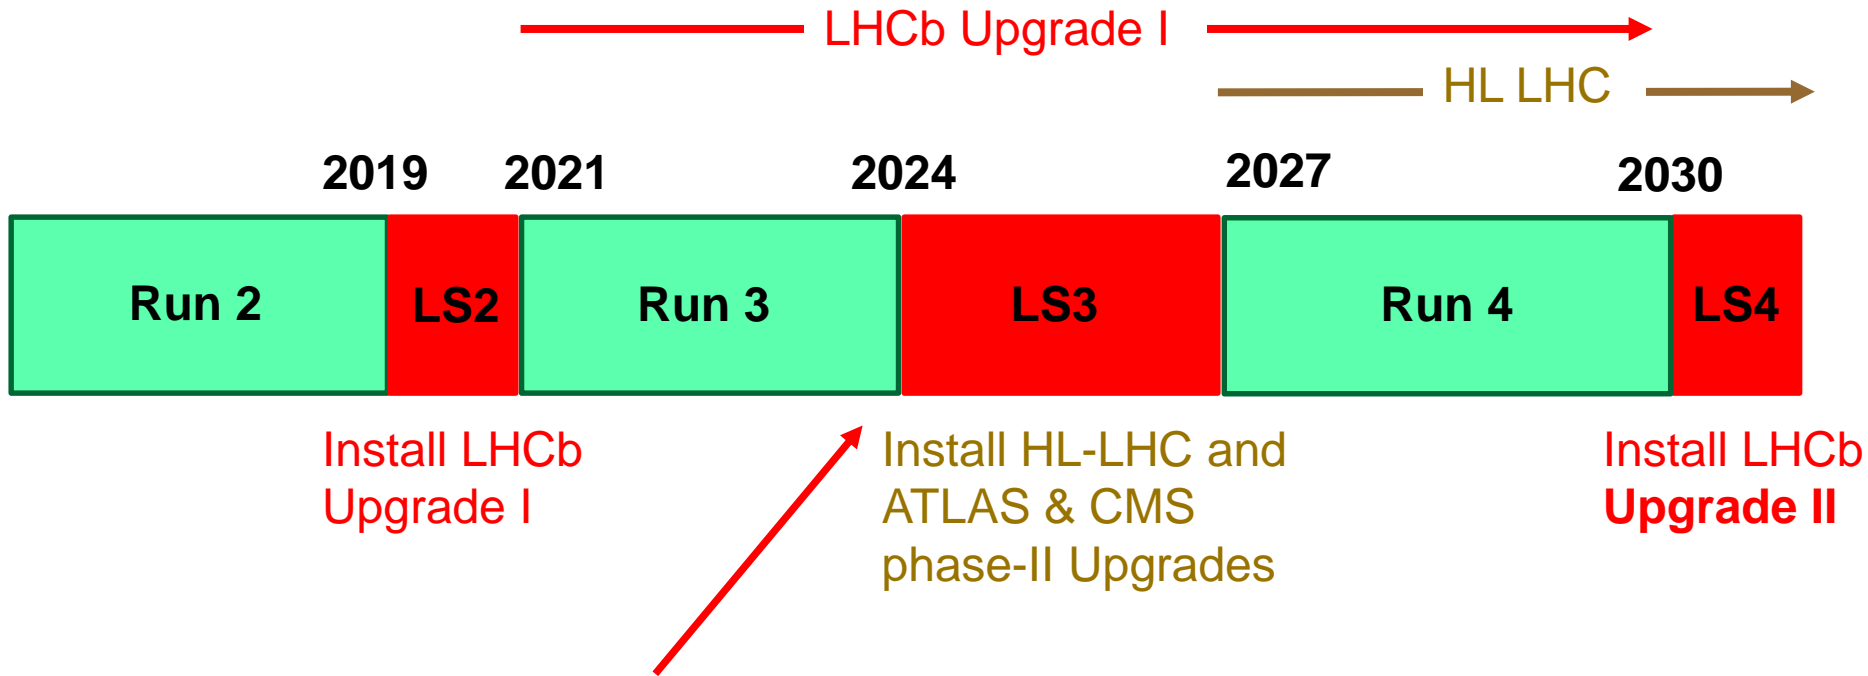 LHCb Upgrade I
HL LHC
2019 2021 2024 2027 2030
Run 2 LS2 Run 3 LS3 Run 4 LS4
Install LHCb
Upgrade I
Install HL-LHC and
ATLAS & CMS
phase-II Upgrades
Install LHCb
Upgrade II